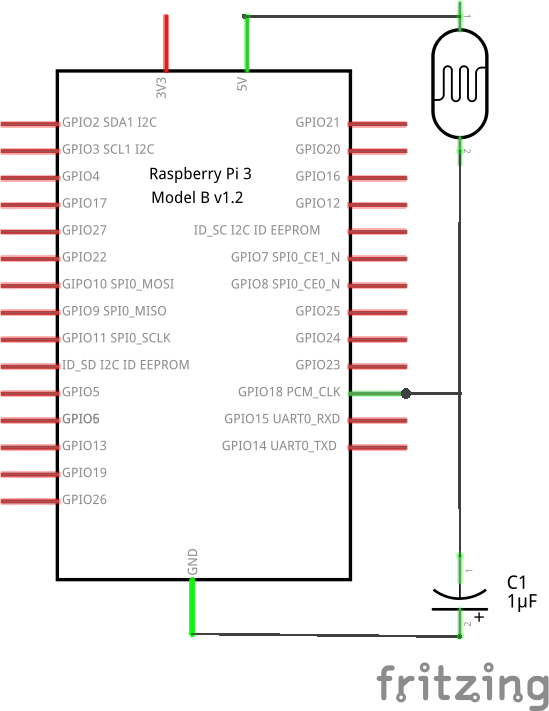 1
3V3
5V
2
GPIO2 SDA1 I2C
GPIO21
GPIO3 SCL1 I2C
GPIO20
GPIO4
GPIO16
Raspberry Pi 3
Model B v1.2
GPIO17
GPIO12
GPIO27
ID_SC I2C ID EEPROM
GPIO22
GPIO7 SPI0_CE1_N
GIPO10 SPI0_MOSI
GPIO8 SPI0_CE0_N
GPIO9 SPI0_MISO
GPIO25
GPIO11 SPI0_SCLK
GPIO24
ID_SD I2C ID EEPROM
GPIO23
GPIO5
GPIO18 PCM_CLK
GPIO6
GPIO15 UART0_RXD
GPIO13
GPIO14 UART0_TXD
GPIO19
GPIO26
GND
1
C1
1µF
+
2
fritzing